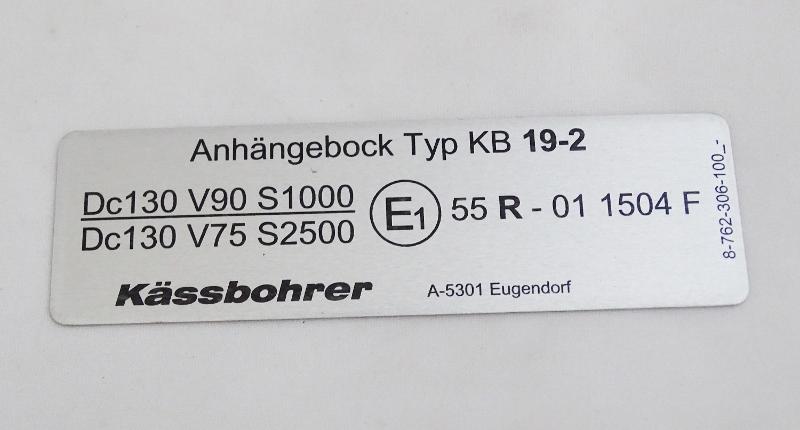 Anhängebock Typ KB 19-2
Dc130 V90 S1000
Dc130 V75 S2500
E1 55 R - 01 1504 F
Kässbohrer
A-5301 Eugendorf
8-762-306-100_-